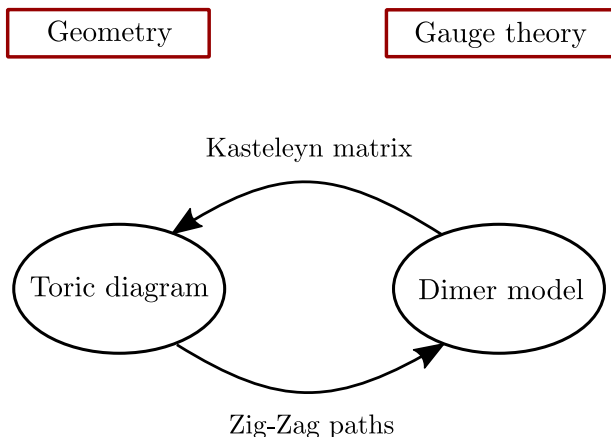 Geometry
Gauge theory
Kasteleyn matrix
Toric diagram
Dimer model
Zig-Zag paths